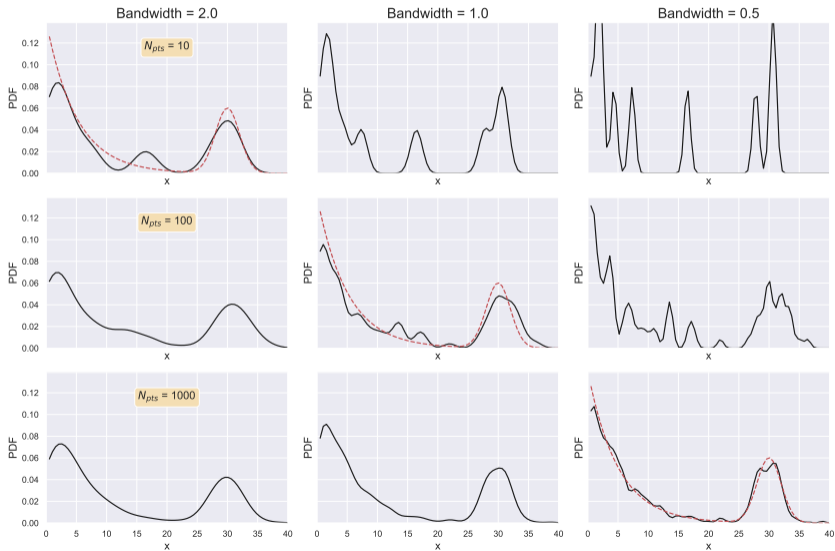 Bandwidth = 2.0
Bandwidth = 1.0
Bandwidth = 0.5
0.12
0.10
0.08
0.06
0.04
0.02
0.00
PDF
N_pts = 10
x
PDF
x
PDF
x
0.12
0.10
0.08
0.06
0.04
0.02
0.00
PDF
N_pts = 100
x
PDF
x
PDF
x
0.12
0.10
0.08
0.06
0.04
0.02
0.00
PDF
N_pts = 1000
0 5 10 15 20 25 30 35 40
x
PDF
0 5 10 15 20 25 30 35 40
x
PDF
0 5 10 15 20 25 30 35 40
x